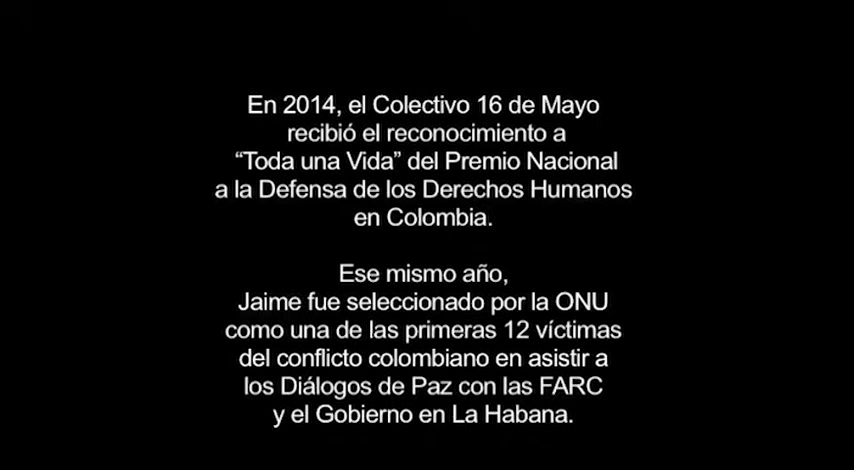 En 2014, el Colectivo 16 de Mayo
recibió el reconocimiento a
“Toda una Vida” del Premio Nacional
a la Defensa de los Derechos Humanos
en Colombia.
Ese mismo año,
Jaime fue seleccionado por la ONU
como una de las primeras 12 víctimas
del conflicto colombiano en asistir a
los Diálogos de Paz con las FARC
y el Gobierno en La Habana.